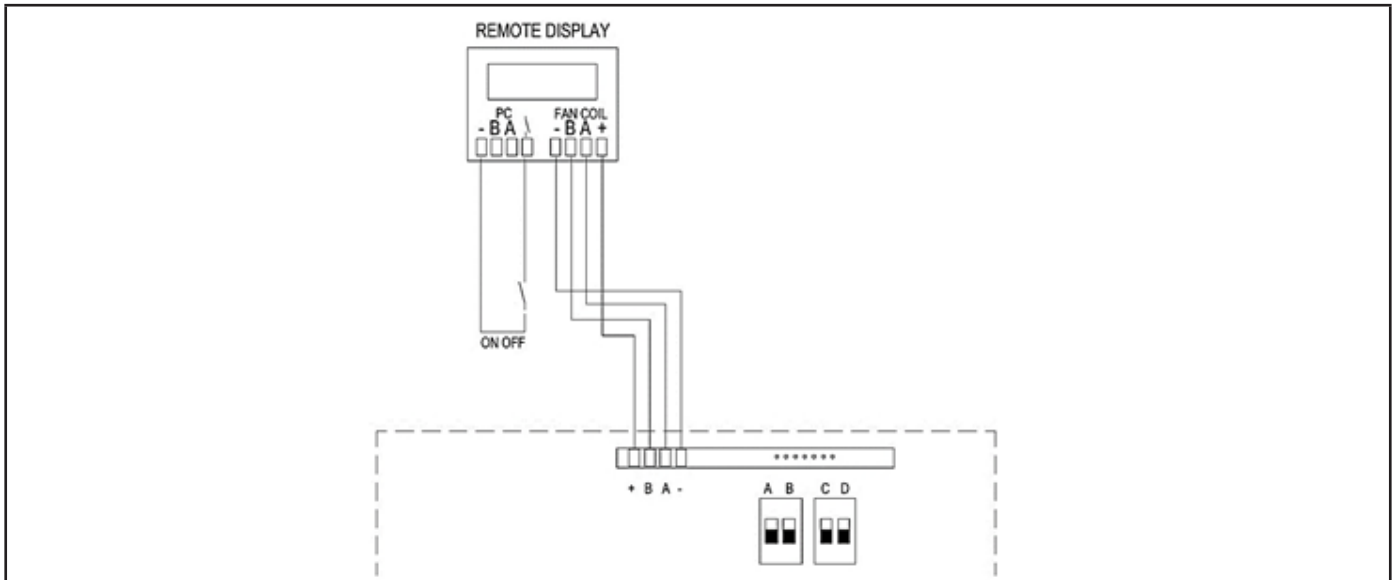 REMOTE DISPLAY
PC FAN COIL
- B A \ - B A +
ON OFF
+ B A -
A B C D